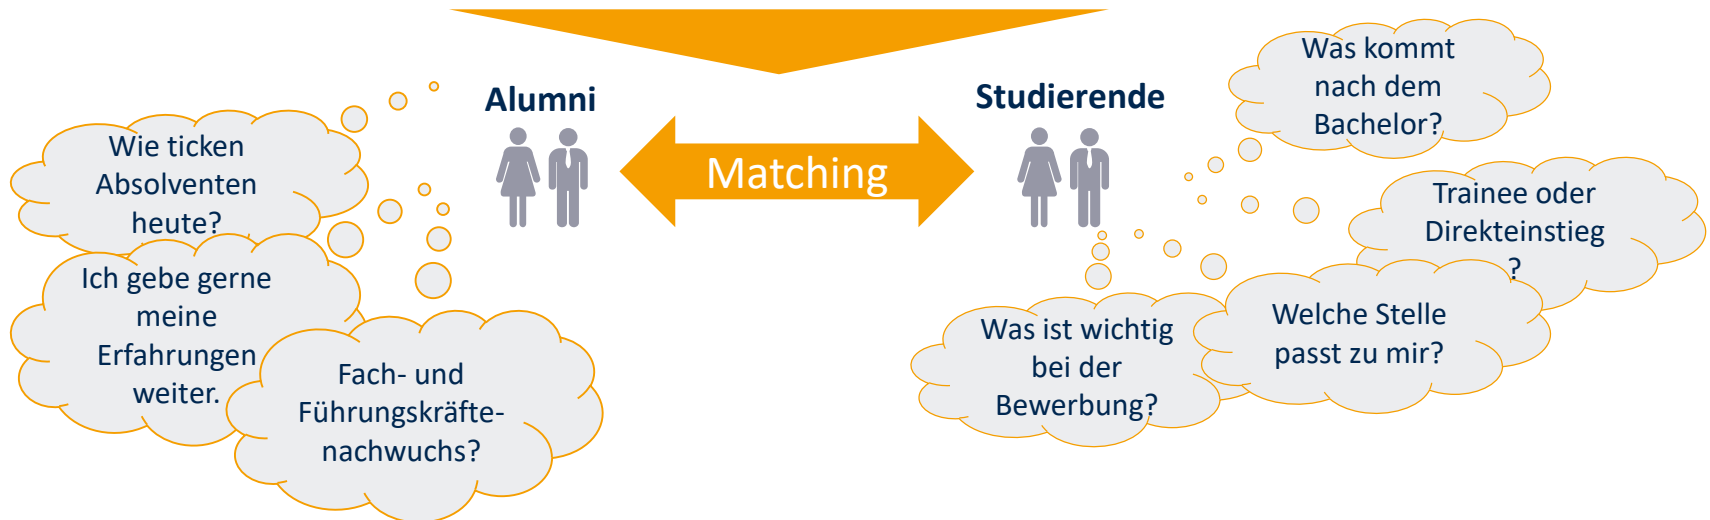 Alumni
Wie ticken
Absolventen
heute?
Ich gebe gerne
meine
Erfahrungen
weiter.
Fach- und
Führungskräfte-
nachwuchs?
Matching
Studierende
Was kommt
nach dem
Bachelor?
Trainee oder
Direkteinstieg
?
Welche Stelle
passt zu mir?
Was ist wichtig
bei der
Bewerbung?